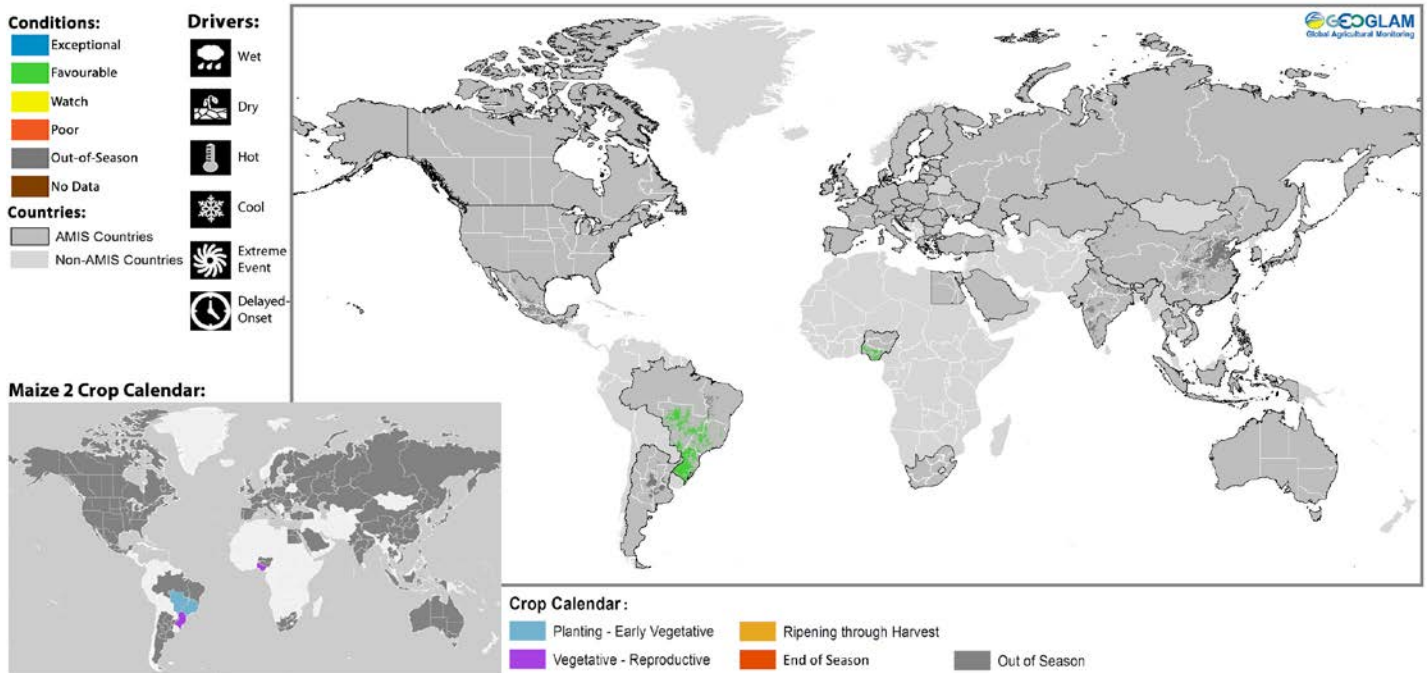 Conditions:
Exceptional
Favourable
Watch
Poor
Out-of-Season
No Data
Countries:
AMIS Countries
Non-AMIS Countries
Drivers:
Wet
Dry
Hot
Cool
Extreme
Event
Delayed-
Onset
GEOGLAM
Global Agricultural Monitoring
Maize 2 Crop Calendar:
Crop Calendar :
Planting - Early Vegetative
Vegetative - Reproductive
Ripening through Harvest
End of Season
Out of Season